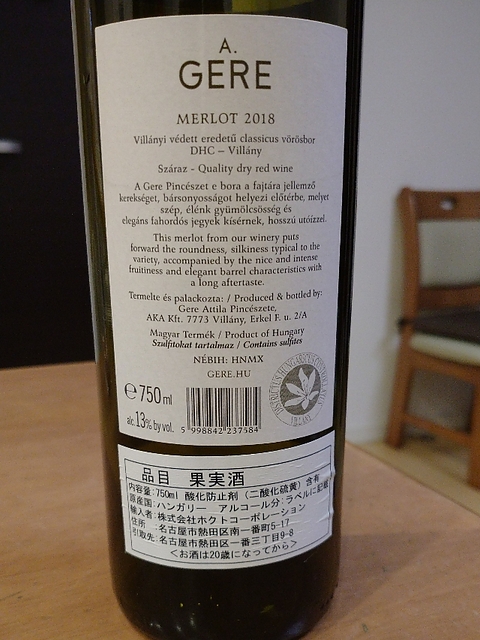 A.
GERE
MERLOT 2018
Villányi védett eredetű classicus vörösbor
DHC – Villány
Száraz - Quality dry red wine
A Gere Pincészet e bora a fajtára jellemző
kerekséget, bársonyosságot helyezi előtérbe, melyet
szép, élénk gyümölcsösség és
elegáns fahordós jegyek kísérnek, hosszú utóízzel.
This merlot from our winery puts
forward the roundness, silkiness typical to the
variety, accompanied by the nice and intense
fruitiness and elegant barrel characteristics with
a long aftertaste.
Termelte és palackozta: / Produced & bottled by:
Gere Attila Pincészete,
AKA Kft. 7773 Villány, Erkel F. u. 2/A
Magyar Termék / Product of Hungary
Szulfitokat tartalmaz / Contains sulfites
NÉBIH: HNMX
GERE.HU
℮750 ml
alc. 13% by vol.
5 998842 237584
品目 果実酒
内容量:750ml 酸化防止剤(二酸化硫黄)含有
原産国:ハンガリー アルコール分:ラベルに記載
輸入者:株式会社ホクトコーポレーション
住所 :名古屋市熱田区南一番町5-17
引取先:名古屋市熱田区一番三丁目9-8
<お酒は20歳になってから>